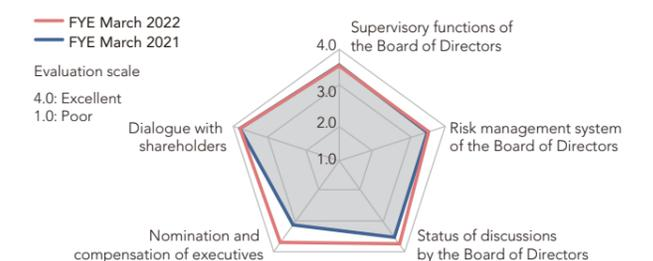 FYE March 2022
FYE March 2021
Evaluation scale
4.0: Excellent
1.0: Poor
Supervisory functions of
the Board of Directors
4.0
3.0
2.0
1.0
Dialogue with
shareholders
Risk management system
of the Board of Directors
Nomination and
compensation of executives
Status of discussions
by the Board of Directors